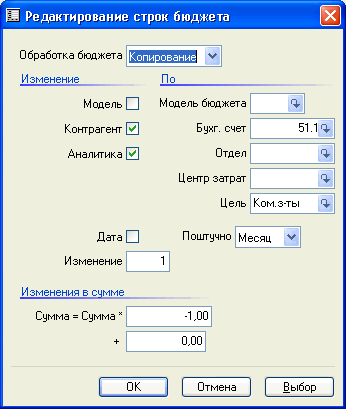 Редактирование строк бюджета
Обработка бюджета Копирование
Изменение По
Модель Модель бюджета
Контрагент Бухг. счет 51.1
Аналитика Отдел
Центр затрат
Цель Ком.з-ты
Дата Поштучно Месяц
Изменение 1
Изменения в сумме
Сумма = Сумма * -1,00
+ 0,00
OK Отмена Выбор